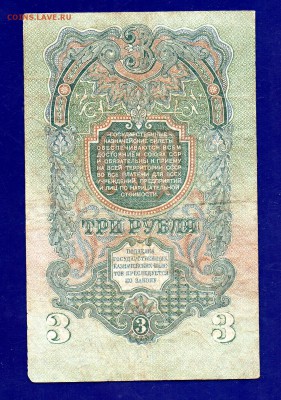 COINS.LAVE.RU
3
ГОСУДАРСТВЕННЫЕ
КАЗНАЧЕЙСКИЕ БИЛЕТЫ
ОБЕСПЕЧИВАЮТСЯ ВСЕМ
ДОСТОЯНИЕМ СОЮЗА ССР
И ОБЯЗАТЕЛЬНЫ К ПРИЕМУ
НА ВСЕЙ ТЕРРИТОРИИ СССР
ВО ВСЕ ПЛАТЕЖИ ДЛЯ ВСЕХ
УЧРЕЖДЕНИЙ, ПРЕДПРИЯТИЙ
И ЛИЦ ПО НАРИЦАТЕЛЬНОЙ
СТОИМОСТИ.
ТРИ РУБЛЯ
ПОДДЕЛКА
ГОСУДАРСТВЕННЫХ
КАЗНАЧЕЙСКИХ БИЛЕ-
ТОВ ПРЕСЛЕДУЕТСЯ
ПО ЗАКОНУ
3 3 3